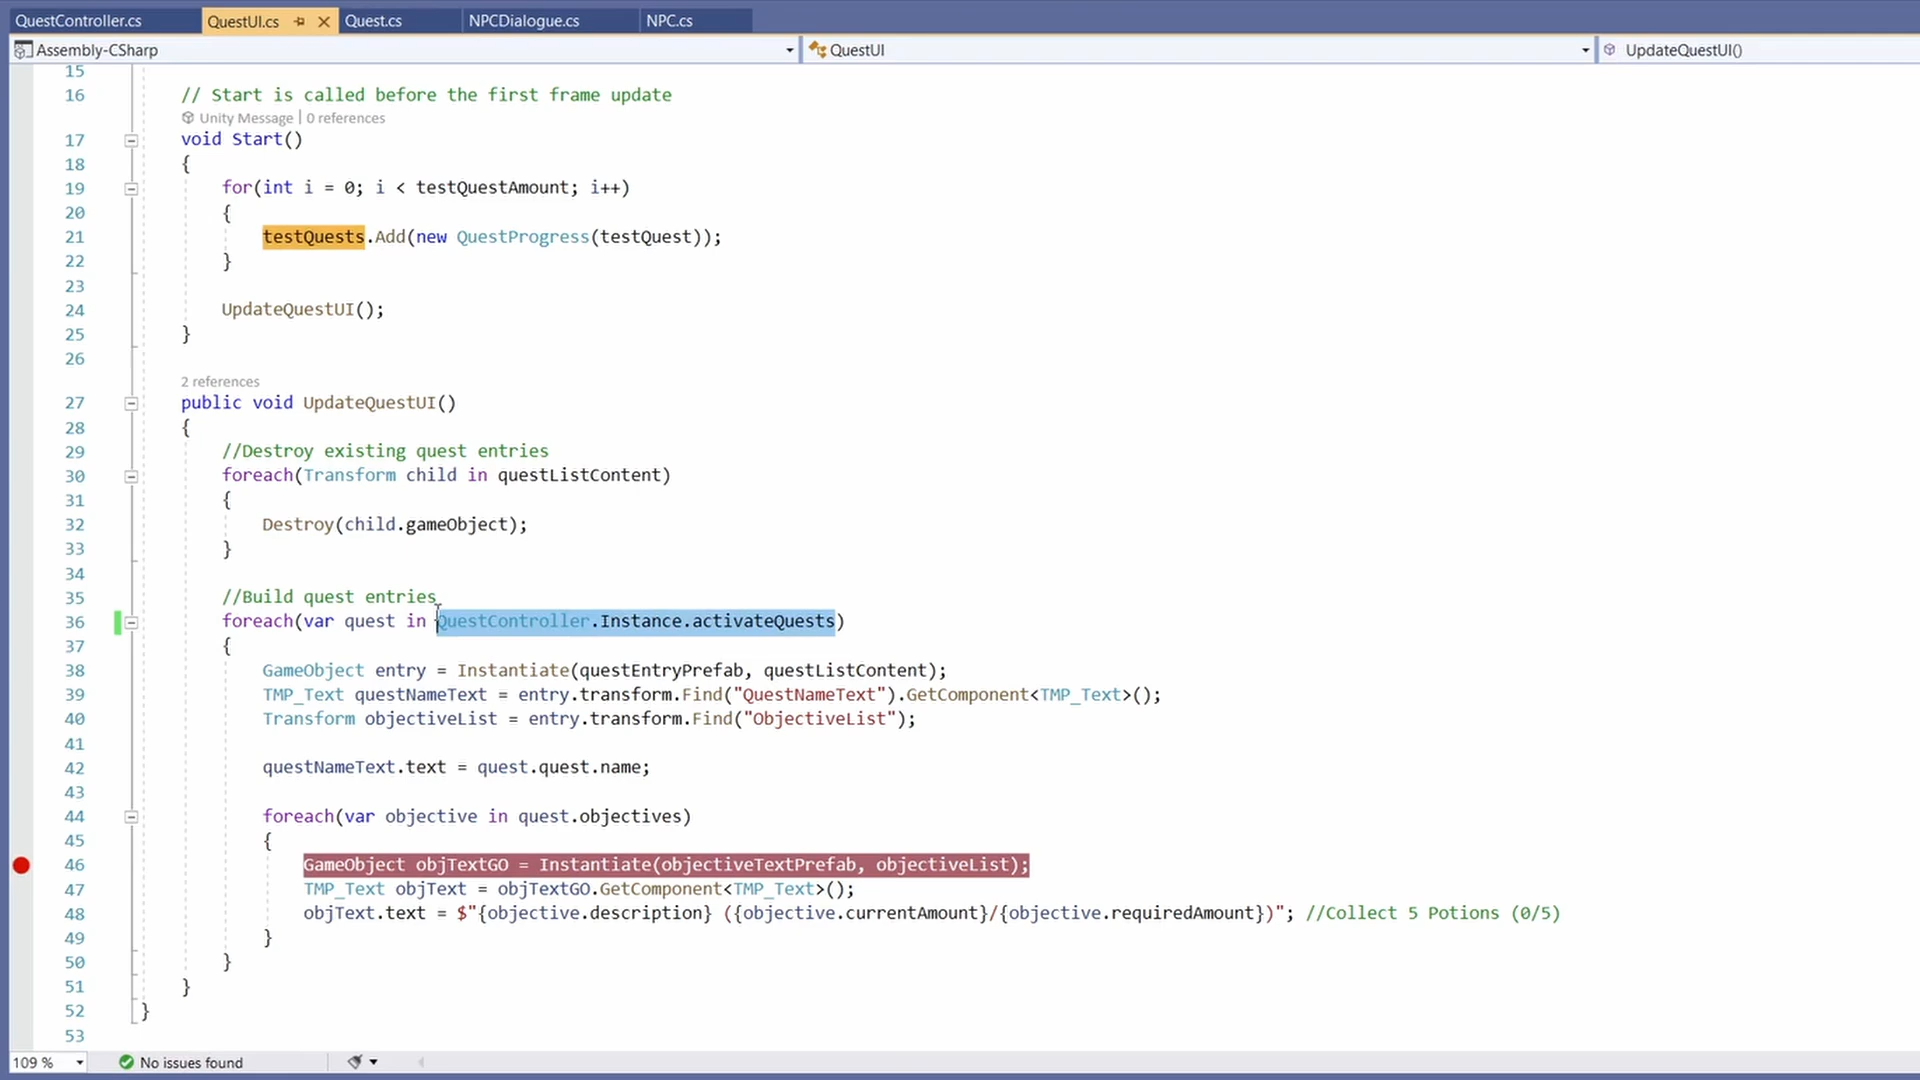 QuestController.cs QuestUI.cs Quest.cs NPCDialogue.cs NPC.cs
Assembly-CSharp QuestUI UpdateQuestUI()
15
16 // Start is called before the first frame update
Unity Message | 0 references
17 void Start()
18 {
19 for(int i = 0; i < testQuestAmount; i++)
20 {
21 testQuests.Add(new QuestProgress(testQuest));
22 }
23
24 UpdateQuestUI();
25 }
26
2 references
27 public void UpdateQuestUI()
28 {
29 //Destroy existing quest entries
30 foreach(Transform child in questListContent)
31 {
32 Destroy(child.gameObject);
33 }
34
35 //Build quest entries
36 foreach(var quest in QuestController.Instance.activateQuests)
37 {
38 GameObject entry = Instantiate(questEntryPrefab, questListContent);
39 TMP_Text questNameText = entry.transform.Find("QuestNameText").GetComponent<TMP_Text>();
40 Transform objectiveList = entry.transform.Find("ObjectiveList");
41
42 questNameText.text = quest.quest.name;
43
44 foreach(var objective in quest.objectives)
45 {
46 GameObject objTextGO = Instantiate(objectiveTextPrefab, objectiveList);
47 TMP_Text objText = objTextGO.GetComponent<TMP_Text>();
48 objText.text = $"{objective.description} ({objective.currentAmount}/{objective.requiredAmount})"; //Collect 5 Potions (0/5)
49 }
50 }
51 }
52 }
53
109 % No issues found